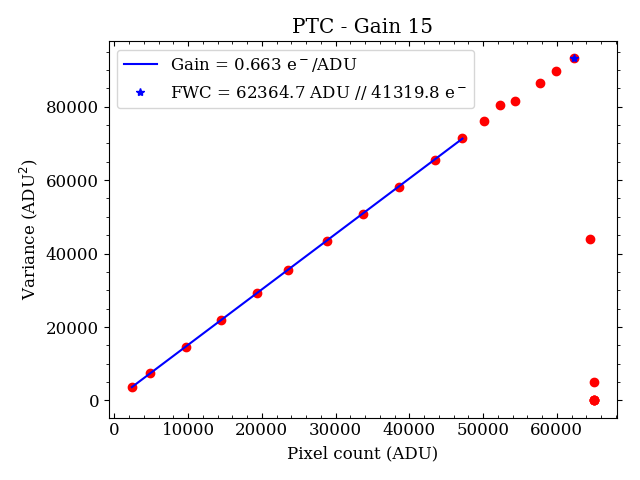 PTC - Gain 15
Gain = 0.663 e⁻/ADU
FWC = 62364.7 ADU // 41319.8 e⁻
80000
60000
40000
20000
0
Variance (ADU²)
0 10000 20000 30000 40000 50000 60000
Pixel count (ADU)